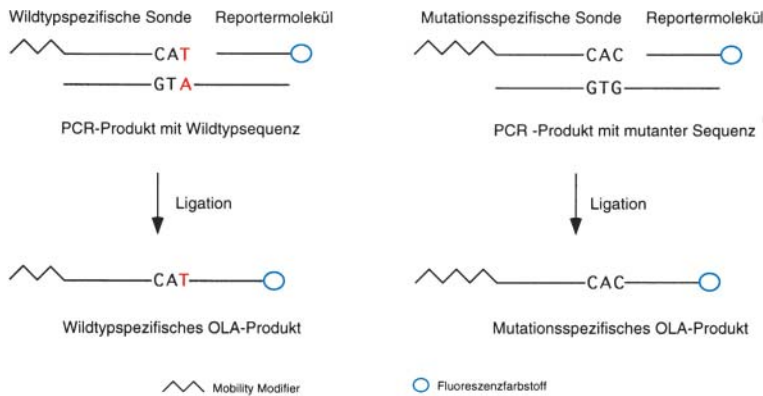 Wildtypspezifische Sonde Reportermolekül
CAT
GTA
PCR-Produkt mit Wildtypsequenz
Ligation
CAT
Wildtypspezifisches OLA-Produkt
Mutationsspezifische Sonde Reportermolekül
CAC
GTG
PCR -Produkt mit mutanter Sequenz
Ligation
CAC
Mutationsspezifisches OLA-Produkt
Mobility Modifier
Fluoreszenzfarbstoff